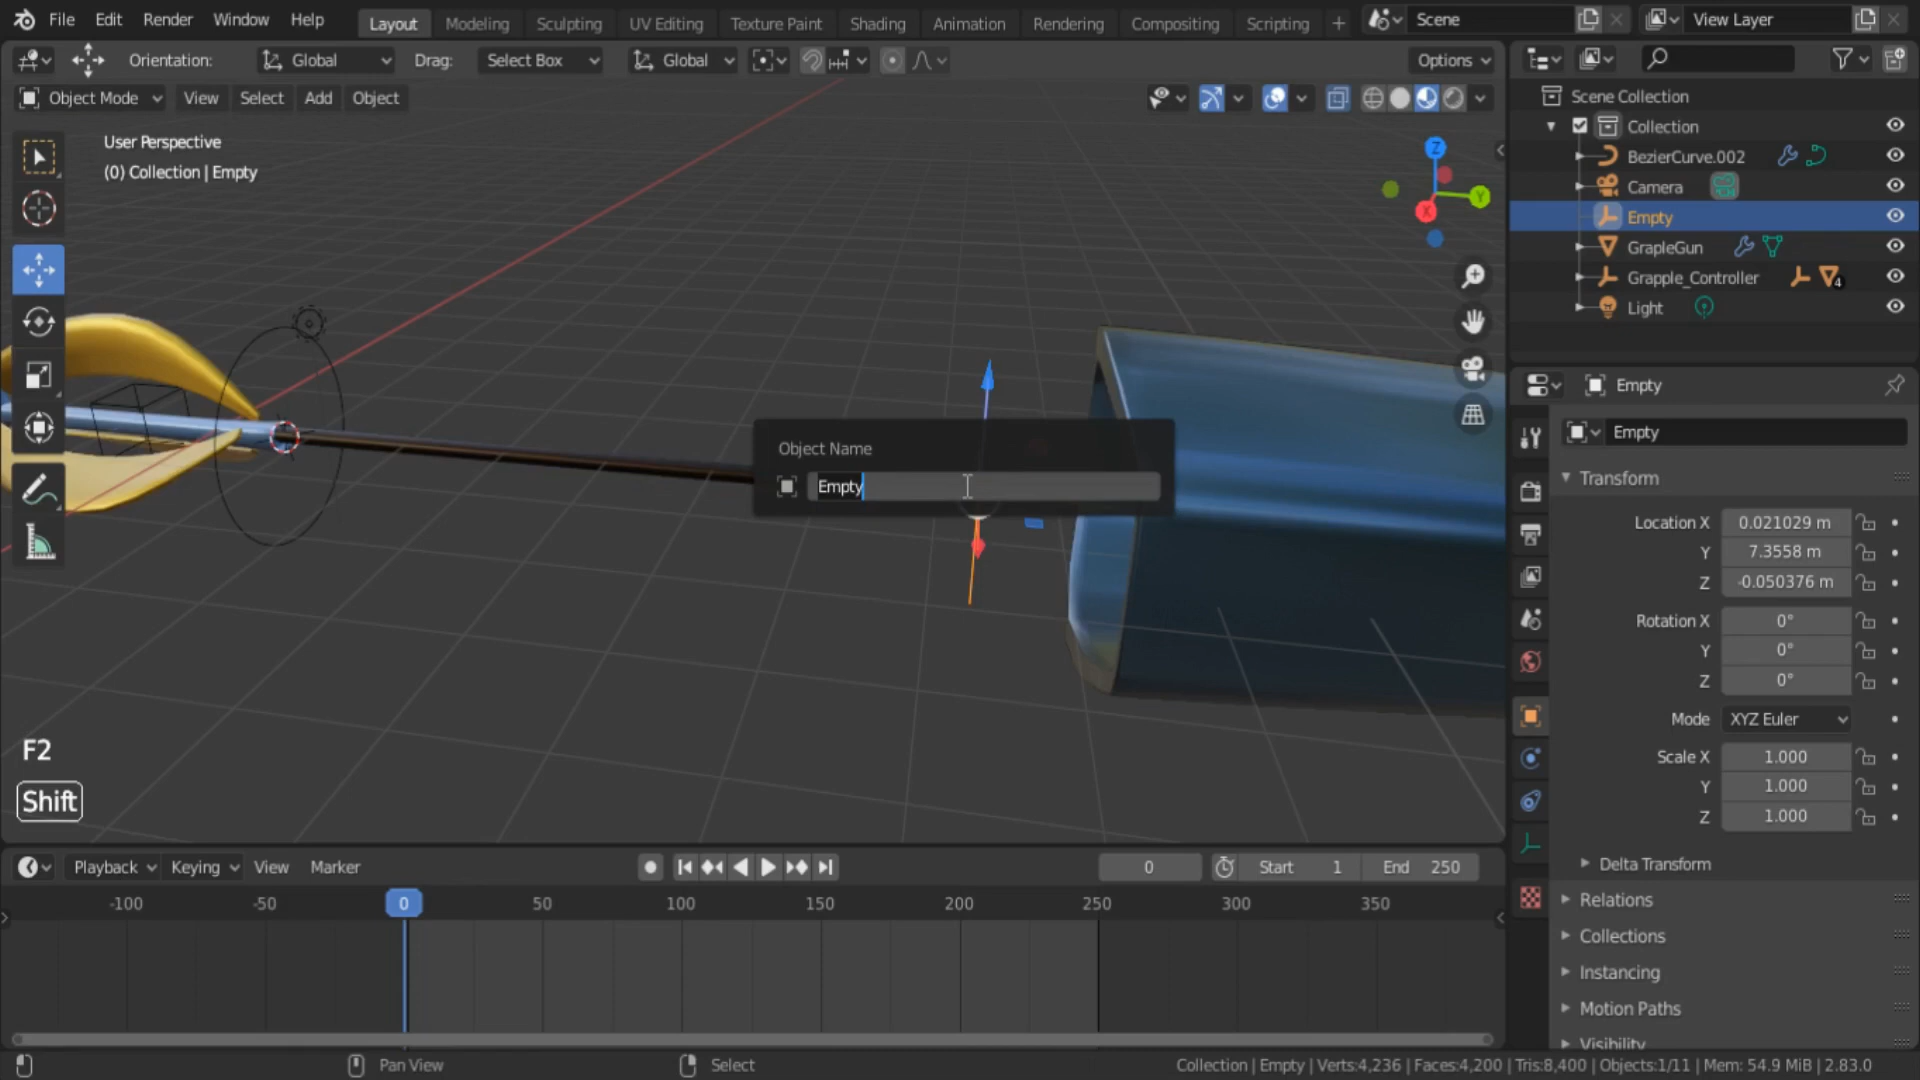 File Edit Render Window Help Layout Modeling Sculpting UV Editing Texture Paint Shading Animation Rendering Compositing Scripting + Scene View Layer
Orientation: Global Drag: Select Box Global Options
Object Mode View Select Add Object
User Perspective
(0) Collection | Empty
Z
Y
X
Scene Collection
Collection
BezierCurve.002
Camera
Empty
GrapleGun
Grapple_Controller 4
Light
Object Name
Empty
F2
Shift
Empty
Empty
Transform
Location X 0.021029 m
Y 7.3558 m
Z -0.050376 m
Rotation X 0°
Y 0°
Z 0°
Mode XYZ Euler
Scale X 1.000
Y 1.000
Z 1.000
Delta Transform
Relations
Collections
Instancing
Motion Paths
Visibility
Playback Keying View Marker 0 Start 1 End 250
-100 -50 0 50 100 150 200 250 300 350
Pan View Select Collection | Empty | Verts:4,236 | Faces:4,200 | Tris:8,400 | Objects:1/11 | Mem: 54.9 MiB | 2.83.0